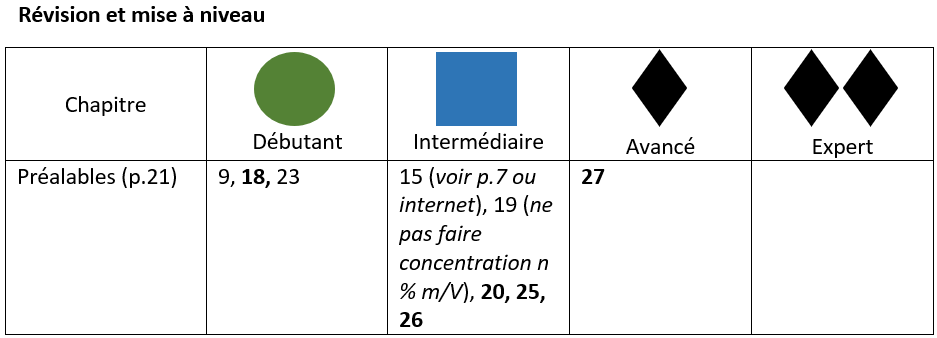 Révision et mise à niveau
Chapitre
Débutant
Intermédiaire
Avancé
Expert
Préalables (p.21)
9, 18, 23
15 (voir p.7 ou
internet), 19 (ne
pas faire
concentration n
% m/V), 20, 25,
26
27